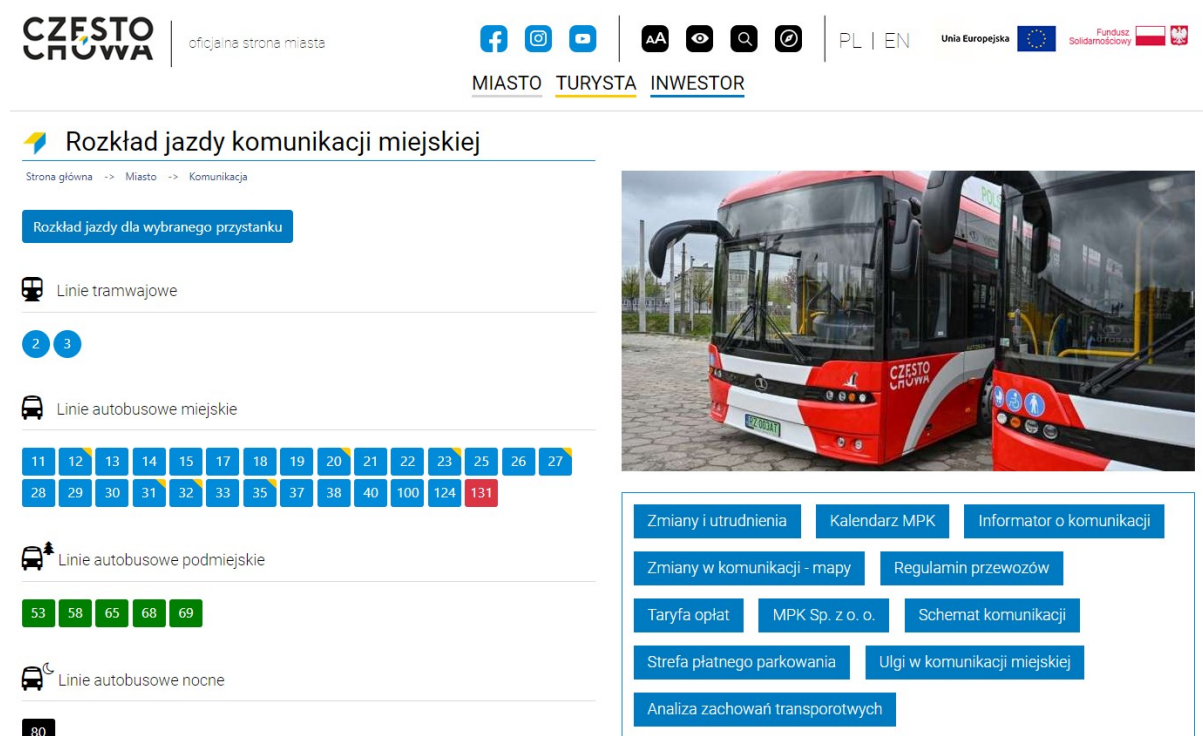 CZĘSTO
CHOWA
oficjalna strona miasta
AA
PL | EN
Unia Europejska
Fundusz
Solidarnościowy
MIASTO TURYSTA INWESTOR
Rozkład jazdy komunikacji miejskiej
Strona główna -> Miasto -> Komunikacja
Rozkład jazdy dla wybranego przystanku
Linie tramwajowe
2 3
Linie autobusowe miejskie
11 12 13 14 15 17 18 19 20 21 22 23 25 26 27
28 29 30 31 32 33 35 37 38 40 100 124 131
Linie autobusowe podmiejskie
53 58 65 68 69
Linie autobusowe nocne
80
CZĘSTO
CHOWA
Zmiany i utrudnienia Kalendarz MPK Informator o komunikacji
Zmiany w komunikacji - mapy Regulamin przewozów
Taryfa opłat MPK Sp. z o. o. Schemat komunikacji
Strefa płatnego parkowania Ulgi w komunikacji miejskiej
Analiza zachowań transporotwych